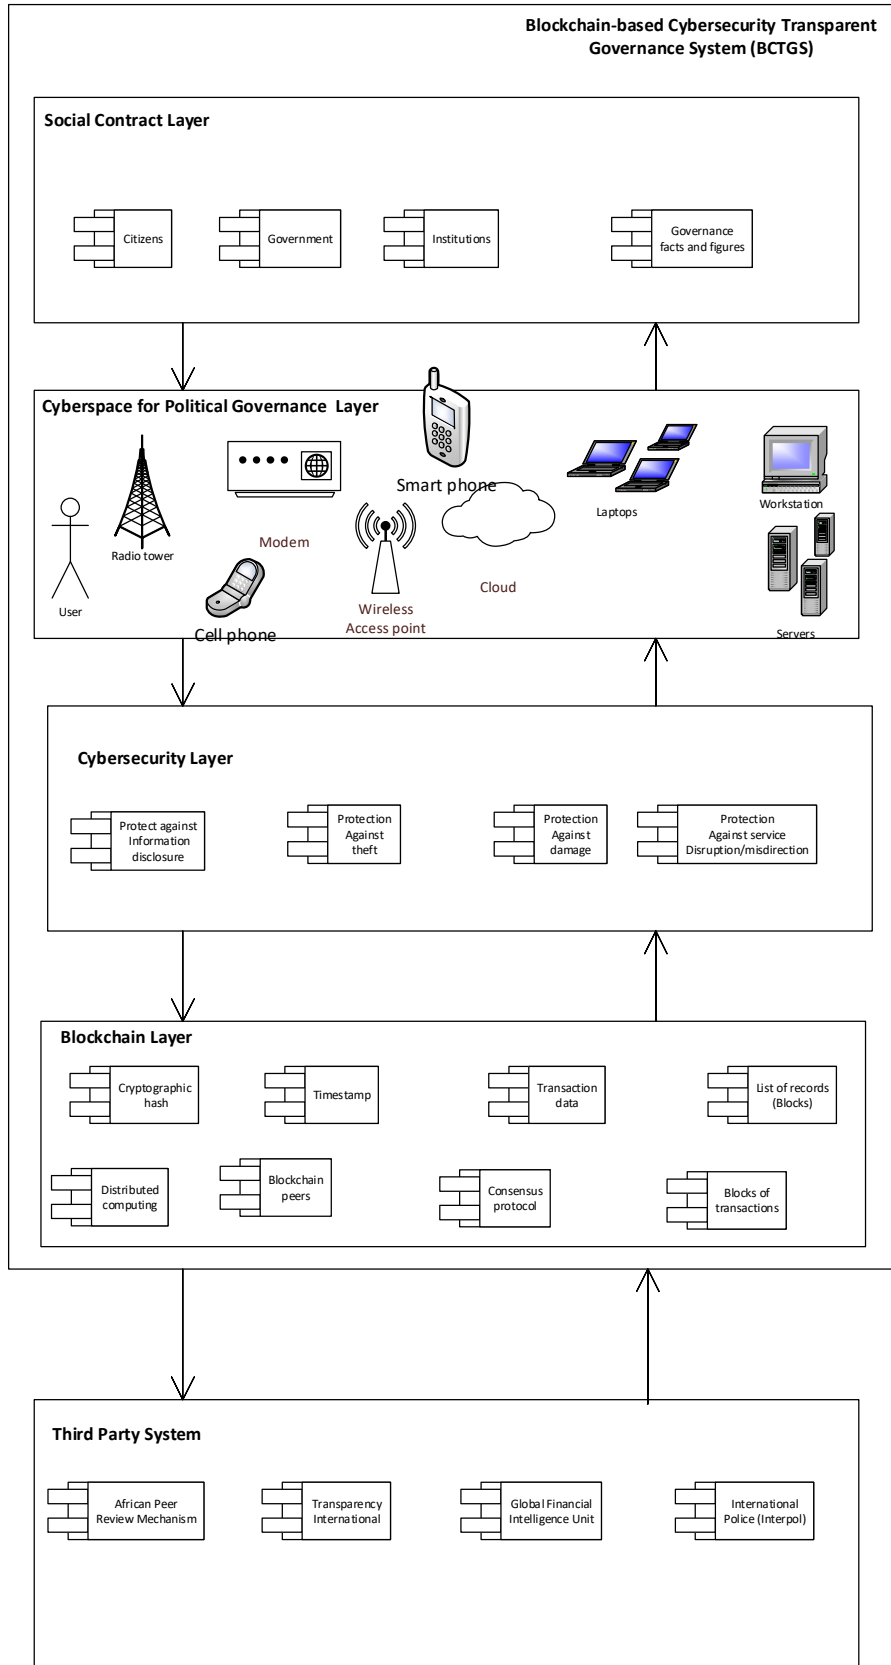 Blockchain-based Cybersecurity Transparent
Governance System (BCTGS)
Social Contract Layer
Citizens
Government
Institutions
Governance
facts and figures
Cyberspace for Political Governance Layer
Smart phone
Laptops
Workstation
Radio tower
Modem
Cloud
User
Cell phone
Wireless
Access point
Servers
Cybersecurity Layer
Protect against
Information
disclosure
Protection
Against
theft
Protection
Against
damage
Protection
Against service
Disruption/misdirection
Blockchain Layer
Cryptographic
hash
Timestamp
Transaction
data
List of records
(Blocks)
Distributed
computing
Blockchain
peers
Consensus
protocol
Blocks of
transactions
Third Party System
African Peer
Review Mechanism
Transparency
International
Global Financial
Intelligence Unit
International
Police (Interpol)